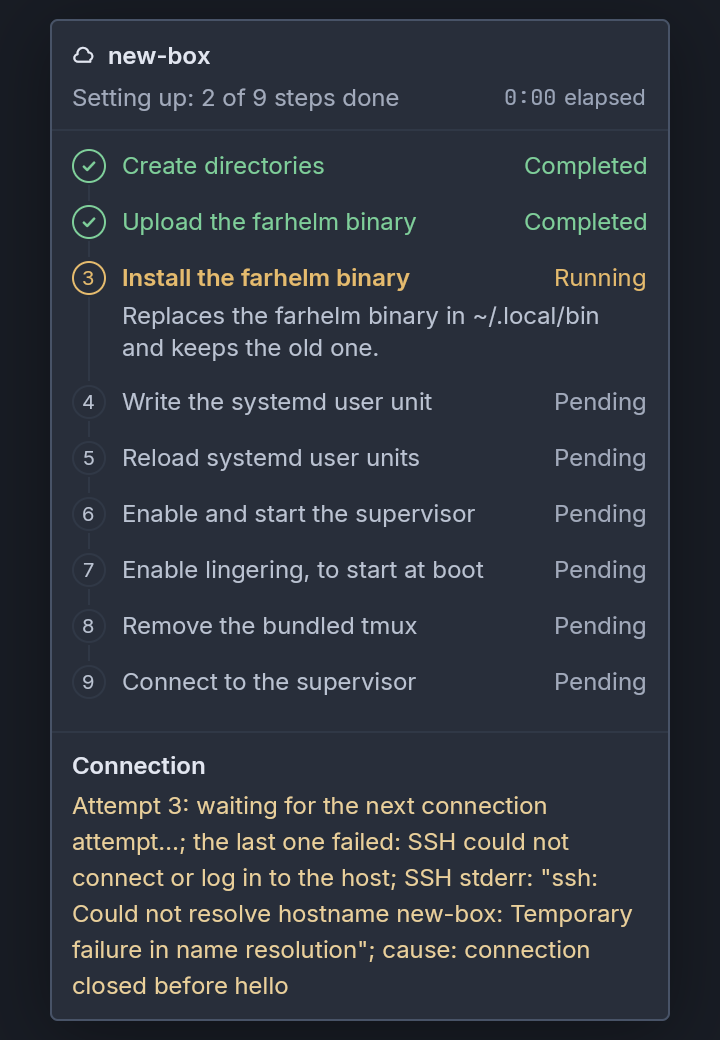 new-box
Setting up: 2 of 9 steps done 0:00 elapsed
Create directories Completed
Upload the farhelm binary Completed
3 Install the farhelm binary Running
Replaces the farhelm binary in ~/.local/bin
and keeps the old one.
4 Write the systemd user unit Pending
5 Reload systemd user units Pending
6 Enable and start the supervisor Pending
7 Enable lingering, to start at boot Pending
8 Remove the bundled tmux Pending
9 Connect to the supervisor Pending
Connection
Attempt 3: waiting for the next connection
attempt...; the last one failed: SSH could not
connect or log in to the host; SSH stderr: "ssh:
Could not resolve hostname new-box: Temporary
failure in name resolution"; cause: connection
closed before hello